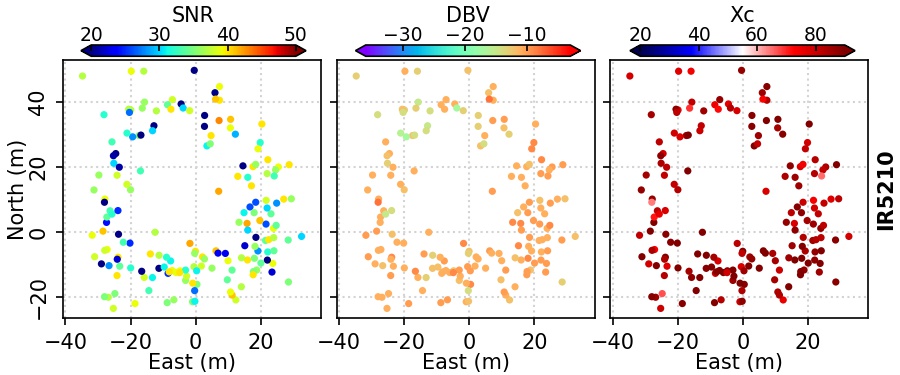 SNR DBV Xc
20 30 40 50 −30 −20 −10 20 40 60 80
40
20
0
−20
North (m)
−40 −20 0 20 −40 −20 0 20 −40 −20 0 20
East (m) East (m) East (m)
IR5210